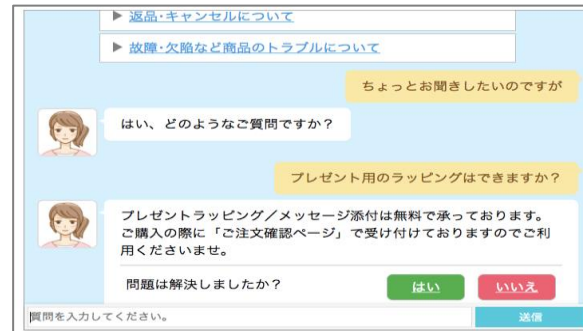 ▶ 返品・キャンセルについて
▶ 故障・欠陥など商品のトラブルについて
ちょっとお聞きしたいのですが
はい、どのようなご質問ですか？
プレゼント用のラッピングはできますか？
プレゼントラッピング／メッセージ添付は無料で承っております。
ご購入の際に「ご注文確認ページ」で受け付けておりますのでご利
用くださいませ。
問題は解決しましたか？
はい
いいえ
質問を入力してください。
送信